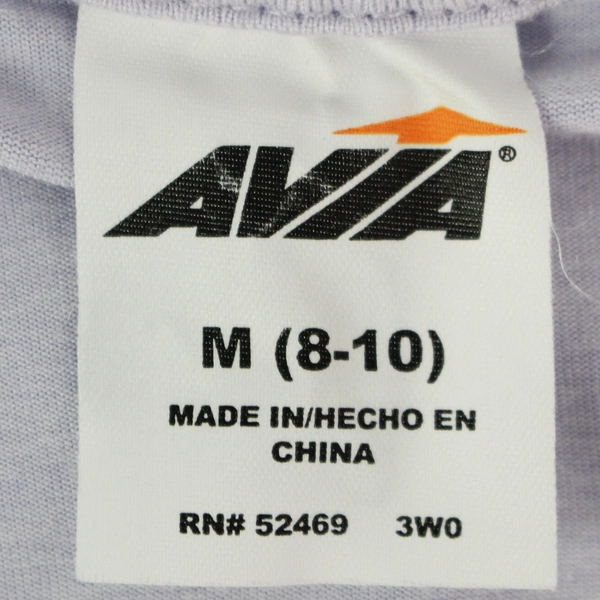 AVIA®
M (8-10)
MADE IN/HECHO EN
CHINA
RN# 52469 3W0